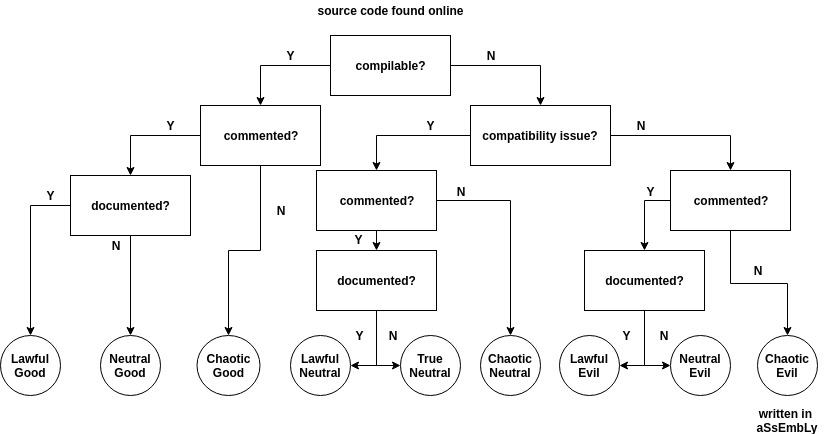 source code found online
Y
N
compilable?
Y
commented?
Y
compatibility issue?
N
Y
documented?
N
commented?
N
Y
commented?
N
Y
documented?
Y
documented?
N
Y
N
Y
N
Lawful
Good
Neutral
Good
Chaotic
Good
Lawful
Neutral
True
Neutral
Chaotic
Neutral
Lawful
Evil
Neutral
Evil
Chaotic
Evil
written in
aSsEmbLy